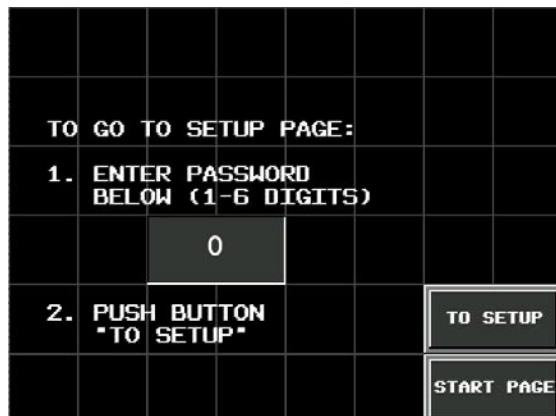 TO GO TO SETUP PAGE:
1. ENTER PASSWORD
BELOW (1-6 DIGITS)
0
2. PUSH BUTTON
"TO SETUP"
TO SETUP
START PAGE